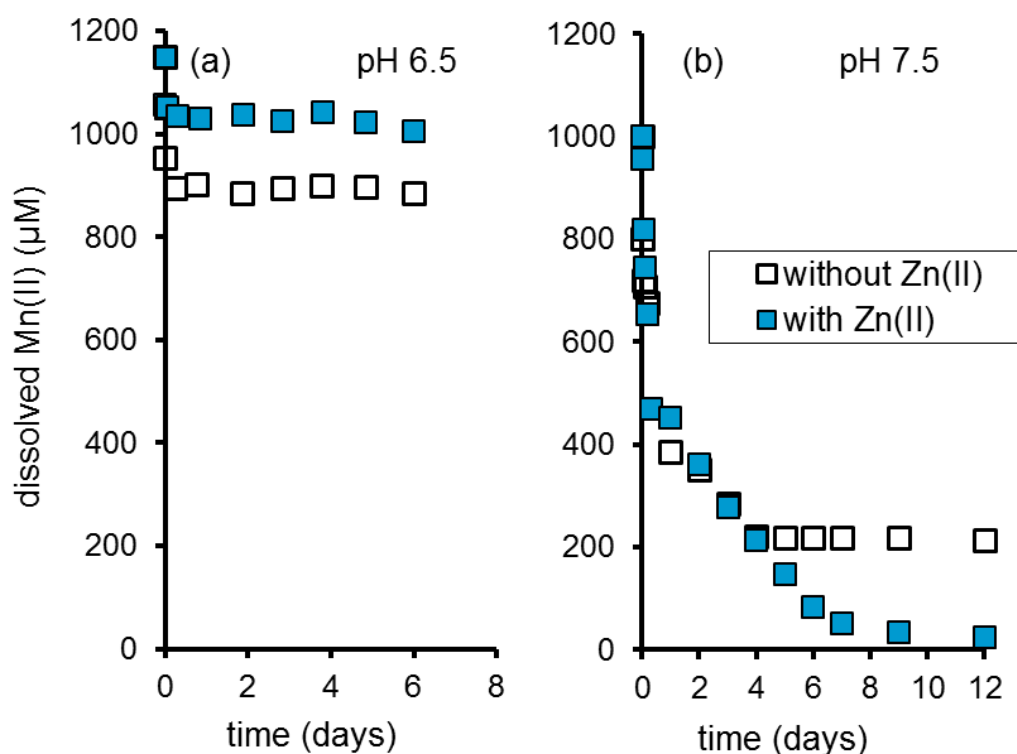 (a) pH 6.5
1200
1000
800
600
400
200
0
0 2 4 6 8
time (days)
dissolved Mn(II) (µM)
(b) pH 7.5
1200
1000
800
600
400
200
0
0 2 4 6 8 10 12
time (days)
without Zn(II)
with Zn(II)